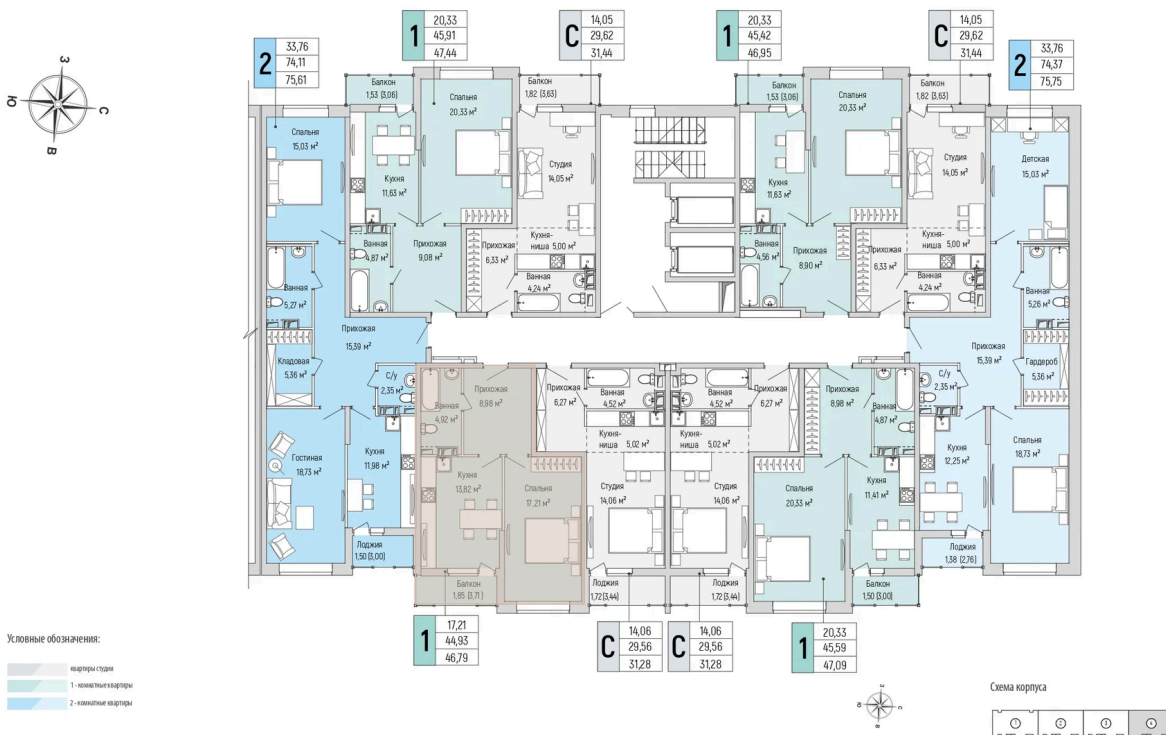 З
С
В
Ю
2
33,76
74,11
75,61
1
20,33
45,91
47,44
С
14,05
29,62
31,44
1
20,33
45,42
46,95
С
14,05
29,62
31,44
2
33,76
74,37
75,75
Балкон
1,53 (3,06)
Спальня
20,33 м²
Балкон
1,82 (3,63)
Балкон
1,53 (3,06)
Спальня
20,33 м²
Балкон
1,82 (3,63)
Спальня
15,03 м²
Кухня
11,63 м²
Студия
14,05 м²
Кухня
11,63 м²
Студия
14,05 м²
Детская
15,03 м²
Ванная
4,87 м²
Прихожая
9,08 м²
Прихожая
6,33 м²
Кухня-
ниша 5,00 м²
Ванная
4,24 м²
Ванная
4,56 м²
Прихожая
8,90 м²
Прихожая
6,33 м²
Кухня-
ниша 5,00 м²
Ванная
4,24 м²
Ванная
5,27 м²
Ванная
5,26 м²
Прихожая
15,39 м²
Прихожая
15,39 м²
Кладовая
5,36 м²
С/у
2,35 м²
Ванная
4,92 м²
Прихожая
8,98 м²
Прихожая
6,27 м²
Ванная
4,52 м²
Ванная
4,52 м²
Прихожая
6,27 м²
Прихожая
8,98 м²
Ванная
4,87 м²
С/у
2,35 м²
Гардероб
5,36 м²
Кухня-
ниша 5,02 м²
Кухня-
ниша 5,02 м²
Гостиная
18,73 м²
Кухня
11,98 м²
Кухня
13,82 м²
Спальня
17,21 м²
Студия
14,06 м²
Студия
14,06 м²
Спальня
20,33 м²
Кухня
11,41 м²
Кухня
12,25 м²
Спальня
18,73 м²
Лоджия
1,50 (3,00)
Балкон
1,85 (3,71)
Лоджия
1,72 (3,44)
Лоджия
1,72 (3,44)
Балкон
1,50 (3,00)
Лоджия
1,38 (2,76)
1
17,21
44,93
46,79
С
14,06
29,56
31,28
С
14,06
29,56
31,28
1
20,33
45,59
47,09
Условные обозначения:
квартиры студии
1 - комнатные квартиры
2 - комнатные квартиры
З
С
В
Ю
Схема корпуса
1
2
3
4